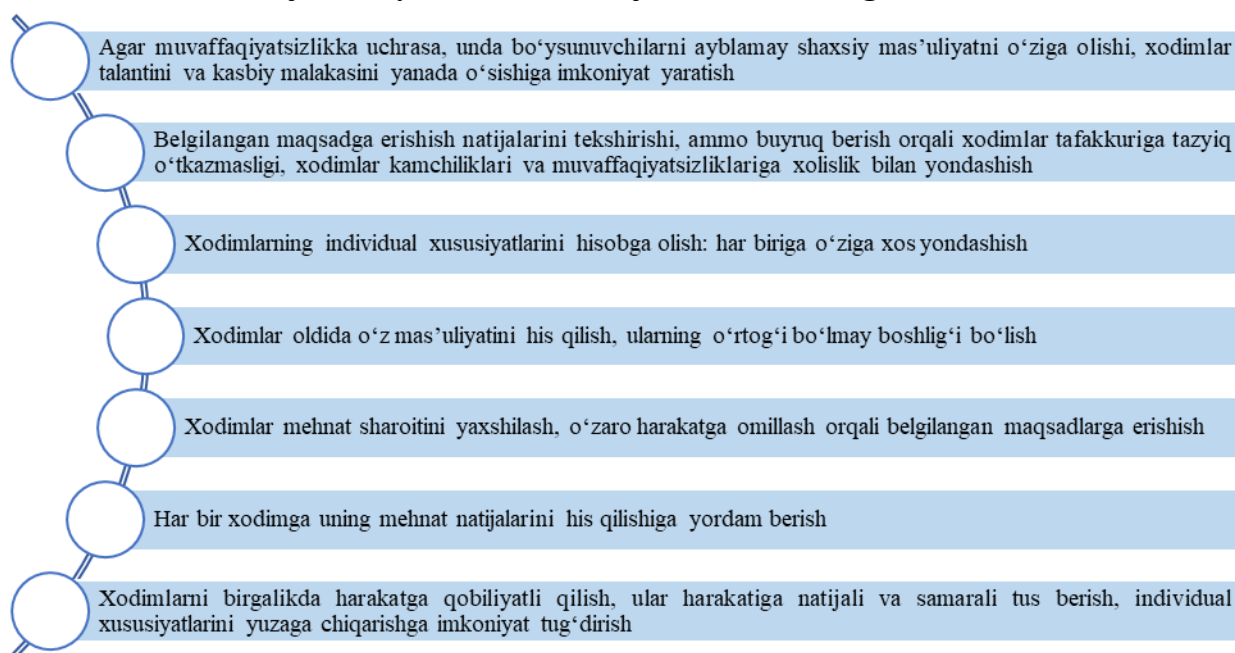 Agar muvaffaqiyatsizlikka uchrasa, unda bo‘ysunuvchilarni ayblamay shaxsiy mas’uliyatni o‘ziga olishi, xodimlar
talantini va kasbiy malakasini yanada o‘sishiga imkoniyat yaratish
Belgilangan maqsadga erishish natijalarini tekshirishi, ammo buyruq berish orqali xodimlar tafakkuriga tazyiq
o‘tkazmasligi, xodimlar kamchiliklari va muvaffaqiyatsizliklariga xolislik bilan yondashish
Xodimlarning individual xususiyatlarini hisobga olish: har biriga o‘ziga xos yondashish
Xodimlar oldida o‘z mas’uliyatini his qilish, ularning o‘rtog‘i bo‘lmay boshlig‘i bo‘lish
Xodimlar mehnat sharoitini yaxshilash, o‘zaro harakatga omillash orqali belgilangan maqsadlarga erishish
Har bir xodimga uning mehnat natijalarini his qilishiga yordam berish
Xodimlarni birgalikda harakatga qobiliyatli qilish, ular harakatiga natijali va samarali tus berish, individual
xususiyatlarini yuzaga chiqarishga imkoniyat tug‘dirish